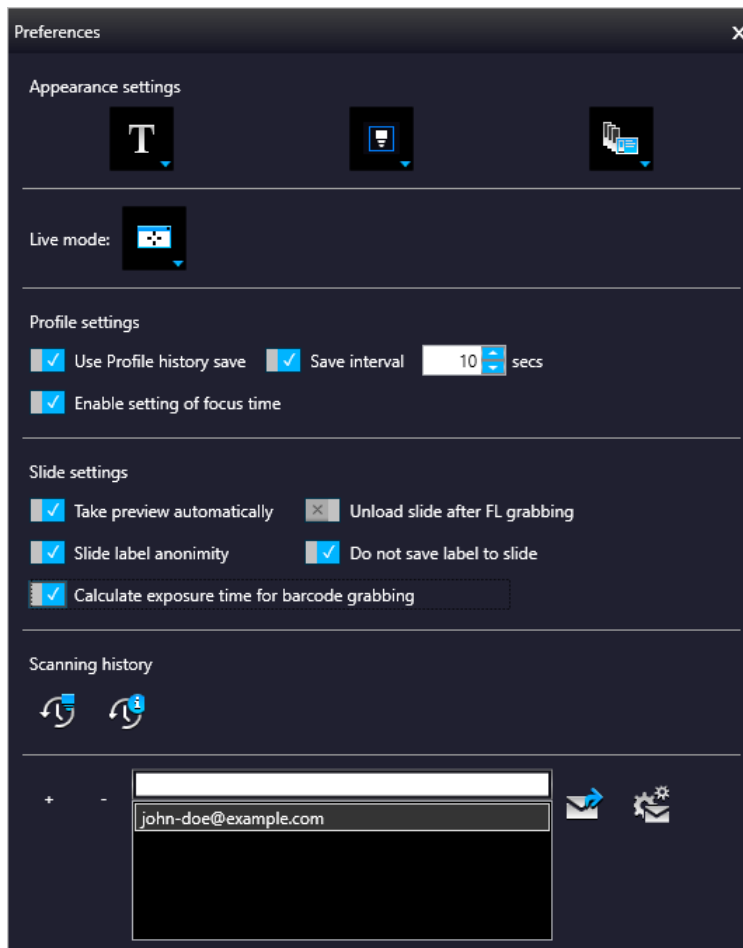 Preferences
Appearance settings
T
Live mode:
Profile settings
Use Profile history save Save interval 10 secs
Enable setting of focus time
Slide settings
Take preview automatically Unload slide after FL grabbing
Slide label anonimity Do not save label to slide
Calculate exposure time for barcode grabbing
Scanning history
+ -
john-doe@example.com